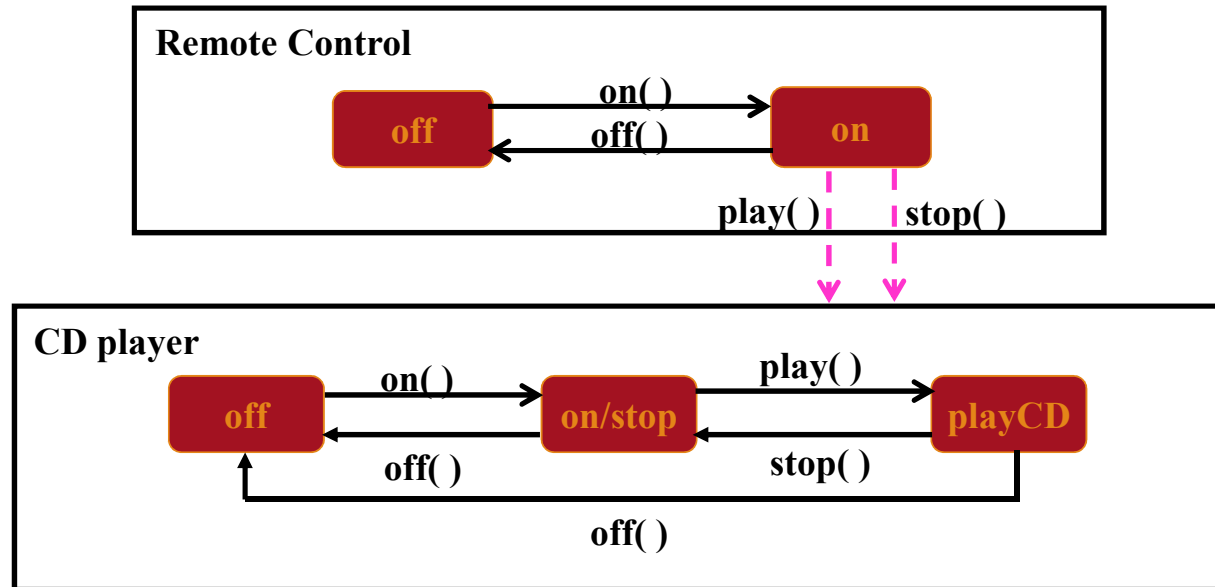 Remote Control
on( )
off
on
off( )
play( )
stop( )
CD player
on( )
play( )
off
on/stop
playCD
off( )
stop( )
off( )